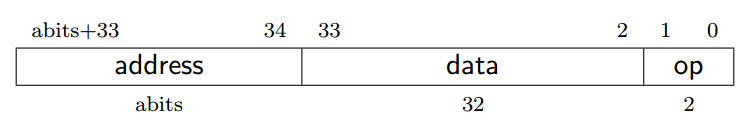 abits+33 34 33 2 1 0
address data op
abits 32 2